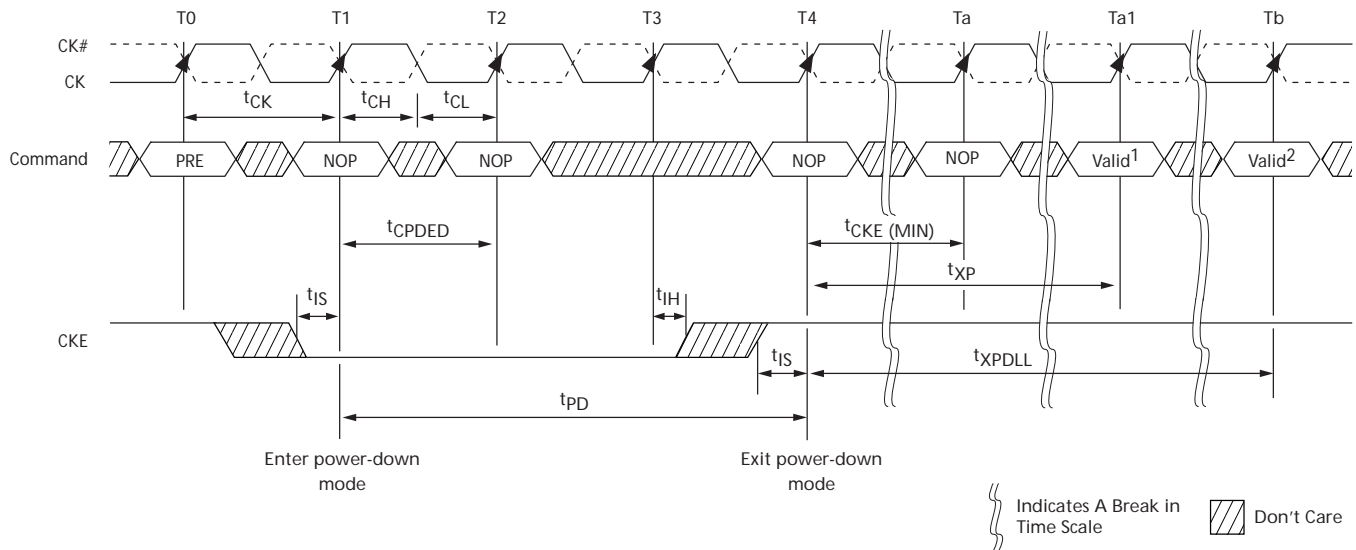 T0 T1 T2 T3 T4 Ta Ta1 Tb
CK#
CK
tCK tCH tCL
Command PRE NOP NOP NOP NOP Valid1 Valid2
tCPDED tCKE (MIN)
tXP
tIS tIH
CKE
tIS tXPDLL
tPD
Enter power-down
mode
Exit power-down
mode
Indicates A Break in
Time Scale
Don't Care